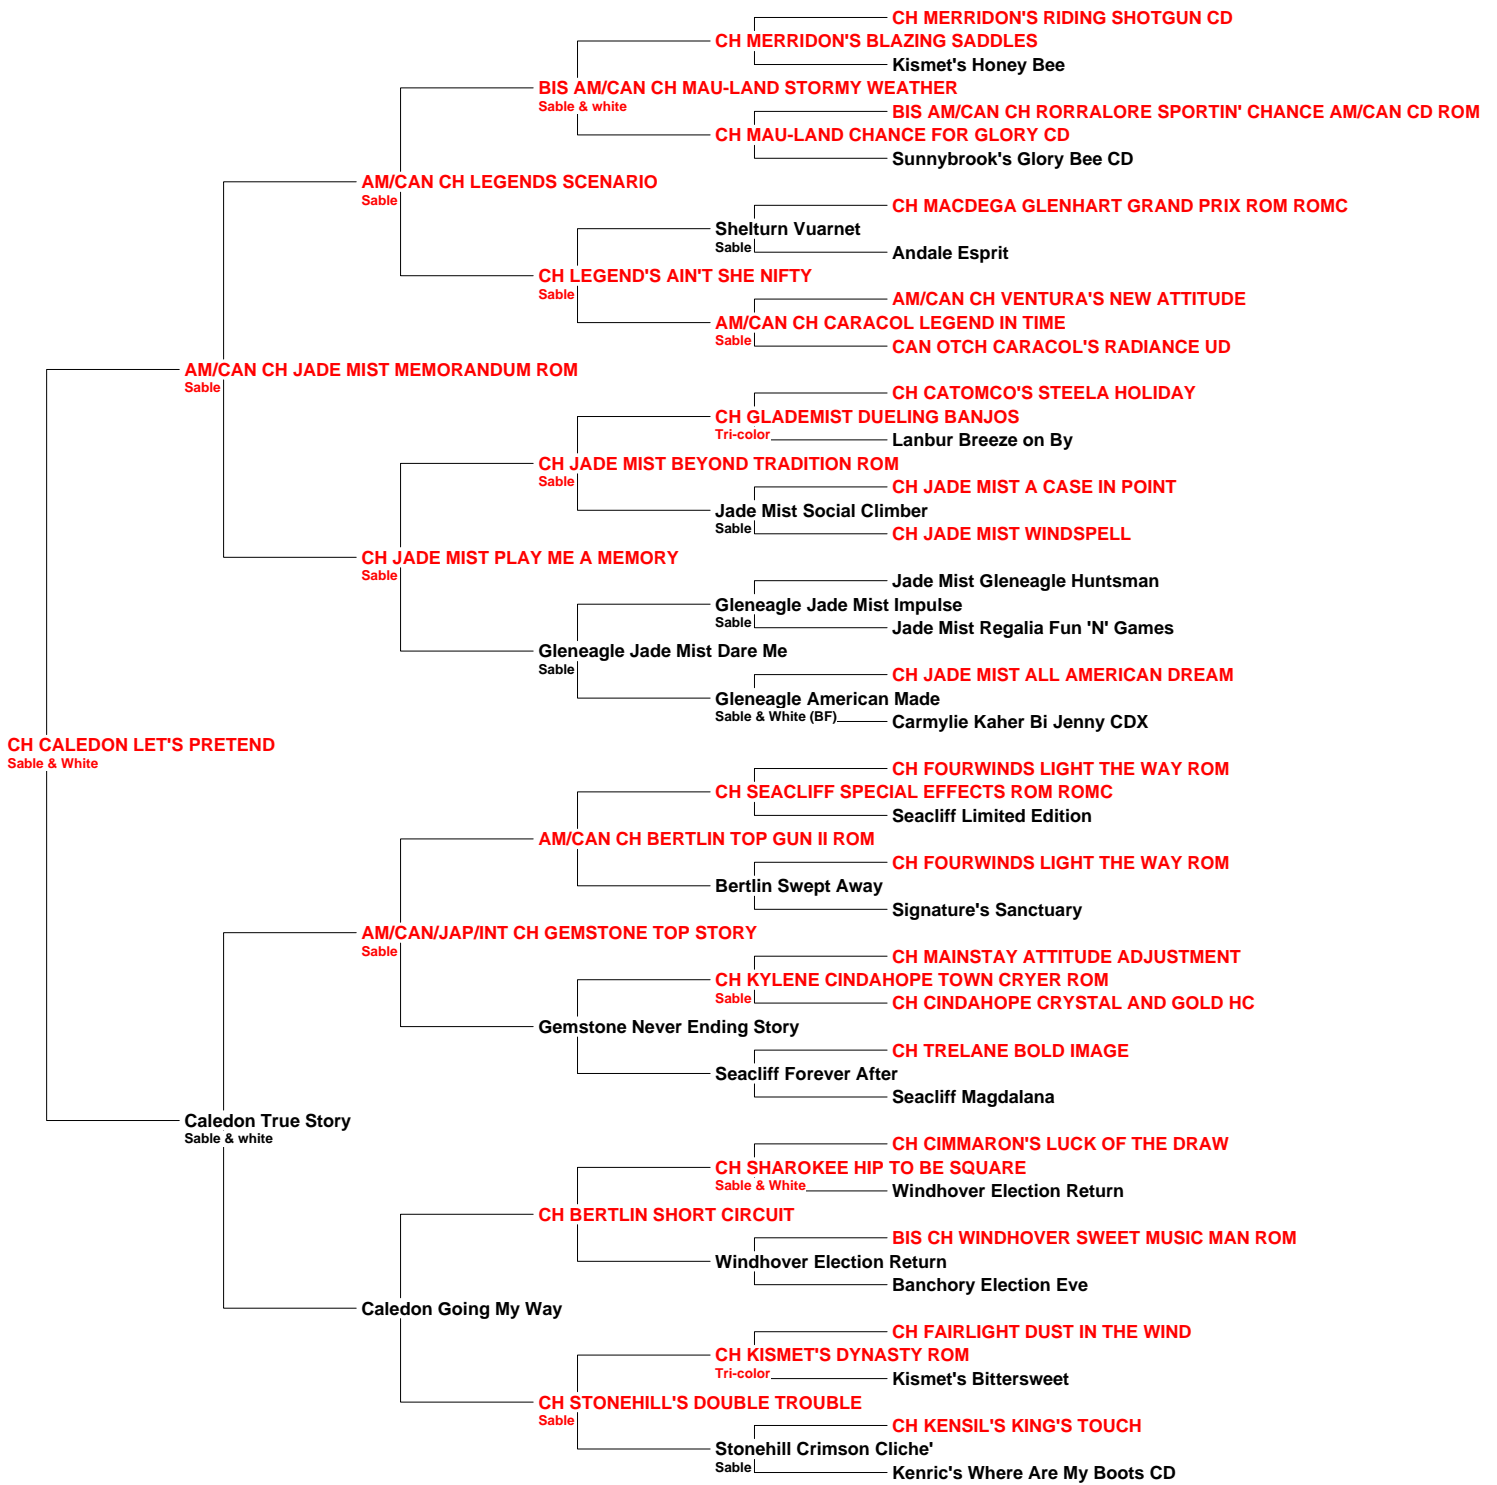 CH MERRIDON'S RIDING SHOTGUN CD
CH MERRIDON'S BLAZING SADDLES
Kismet's Honey Bee
BIS AM/CAN CH MAU-LAND STORMY WEATHER
Sable & white
BIS AM/CAN CH RORRALORE SPORTIN' CHANCE AM/CAN CD ROM
CH MAU-LAND CHANCE FOR GLORY CD
Sunnybrook's Glory Bee CD
AM/CAN CH LEGENDS SCENARIO
Sable
CH MACDEGA GLENHART GRAND PRIX ROM ROMC
Shelturn Vuarnet
Sable
Andale Esprit
CH LEGEND'S AIN'T SHE NIFTY
Sable
AM/CAN CH VENTURA'S NEW ATTITUDE
AM/CAN CH CARACOL LEGEND IN TIME
Sable
CAN OTCH CARACOL'S RADIANCE UD
AM/CAN CH JADE MIST MEMORANDUM ROM
Sable
CH CATOMCO'S STEELA HOLIDAY
CH GLADEMIST DUELING BANJOS
Tri-color
Lanbur Breeze on By
CH JADE MIST BEYOND TRADITION ROM
Sable
CH JADE MIST A CASE IN POINT
Jade Mist Social Climber
Sable
CH JADE MIST WINDSPELL
CH JADE MIST PLAY ME A MEMORY
Sable
Jade Mist Gleneagle Huntsman
Gleneagle Jade Mist Impulse
Sable
Jade Mist Regalia Fun 'N' Games
Gleneagle Jade Mist Dare Me
Sable
CH JADE MIST ALL AMERICAN DREAM
Gleneagle American Made
Sable & White (BF)
Carmylie Kaher Bi Jenny CDX
CH CALEDON LET'S PRETEND
Sable & White
CH FOURWINDS LIGHT THE WAY ROM
CH SEACLIFF SPECIAL EFFECTS ROM ROMC
Seacliff Limited Edition
AM/CAN CH BERTLIN TOP GUN II ROM
CH FOURWINDS LIGHT THE WAY ROM
Bertlin Swept Away
Signature's Sanctuary
AM/CAN/JAP/INT CH GEMSTONE TOP STORY
Sable
CH MAINSTAY ATTITUDE ADJUSTMENT
CH KYLENE CINDAHOPE TOWN CRYER ROM
Sable
CH CINDAHOPE CRYSTAL AND GOLD HC
Gemstone Never Ending Story
CH TRELANE BOLD IMAGE
Seacliff Forever After
Seacliff Magdalana
Caledon True Story
Sable & white
CH CIMMARON'S LUCK OF THE DRAW
CH SHAROKEE HIP TO BE SQUARE
Sable & White
Windhover Election Return
CH BERTLIN SHORT CIRCUIT
BIS CH WINDHOVER SWEET MUSIC MAN ROM
Windhover Election Return
Banchory Election Eve
Caledon Going My Way
CH FAIRLIGHT DUST IN THE WIND
CH KISMET'S DYNASTY ROM
Tri-color
Kismet's Bittersweet
CH STONEHILL'S DOUBLE TROUBLE
Sable
CH KENSIL'S KING'S TOUCH
Stonehill Crimson Cliche'
Sable
Kenric's Where Are My Boots CD